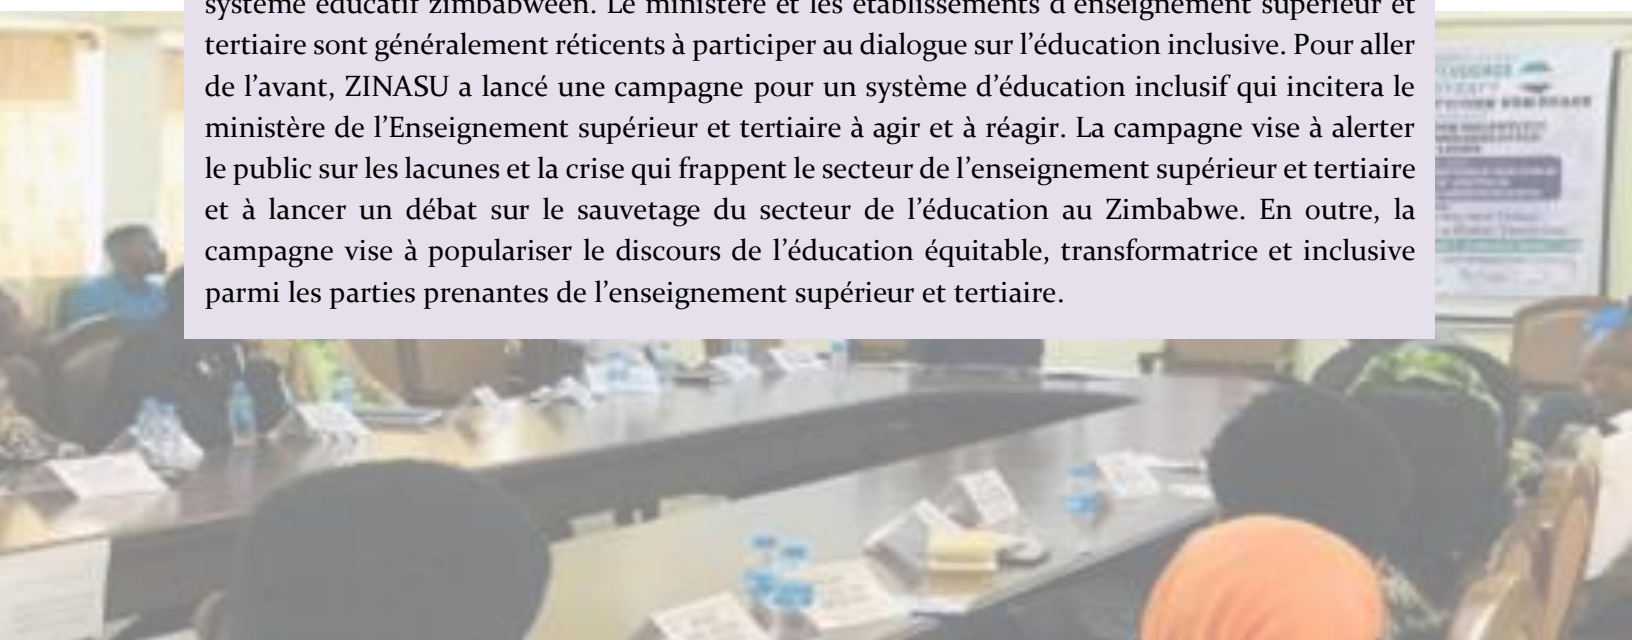 système éducatif zimbabwéen. Le ministère et les établissements d’enseignement supérieur et
tertiaire sont généralement réticents à participer au dialogue sur l’éducation inclusive. Pour aller
de l’avant, ZINASU a lancé une campagne pour un système d’éducation inclusif qui incitera le
ministère de l’Enseignement supérieur et tertiaire à agir et à réagir. La campagne vise à alerter
le public sur les lacunes et la crise qui frappent le secteur de l’enseignement supérieur et tertiaire
et à lancer un débat sur le sauvetage du secteur de l’éducation au Zimbabwe. En outre, la
campagne vise à populariser le discours de l’éducation équitable, transformatrice et inclusive
parmi les parties prenantes de l’enseignement supérieur et tertiaire.